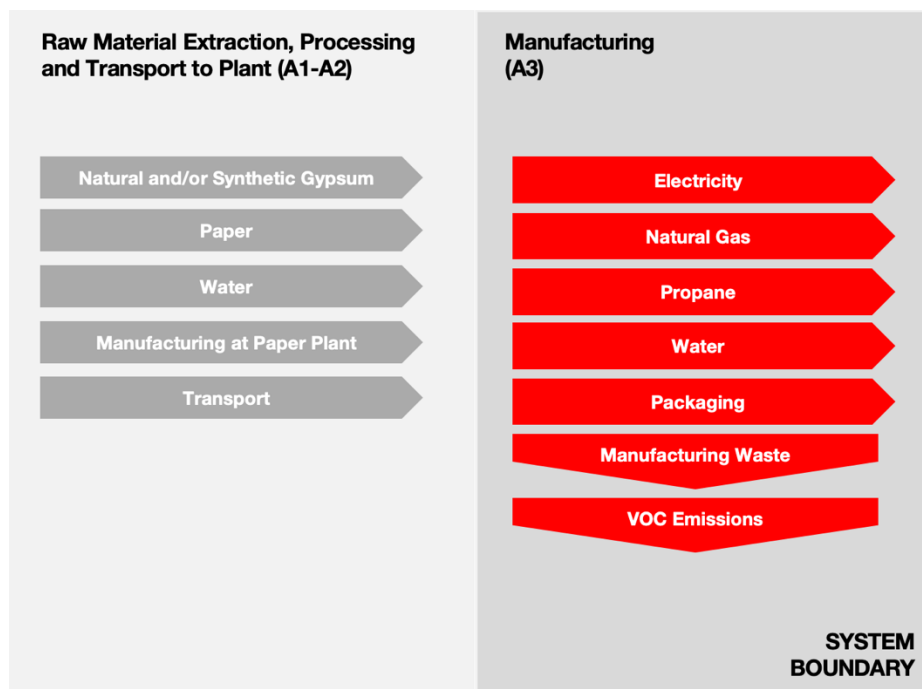 Raw Material Extraction, Processing
and Transport to Plant (A1-A2)
Natural and/or Synthetic Gypsum
Paper
Water
Manufacturing at Paper Plant
Transport
Manufacturing
(A3)
Electricity
Natural Gas
Propane
Water
Packaging
Manufacturing Waste
VOC Emissions
SYSTEM
BOUNDARY